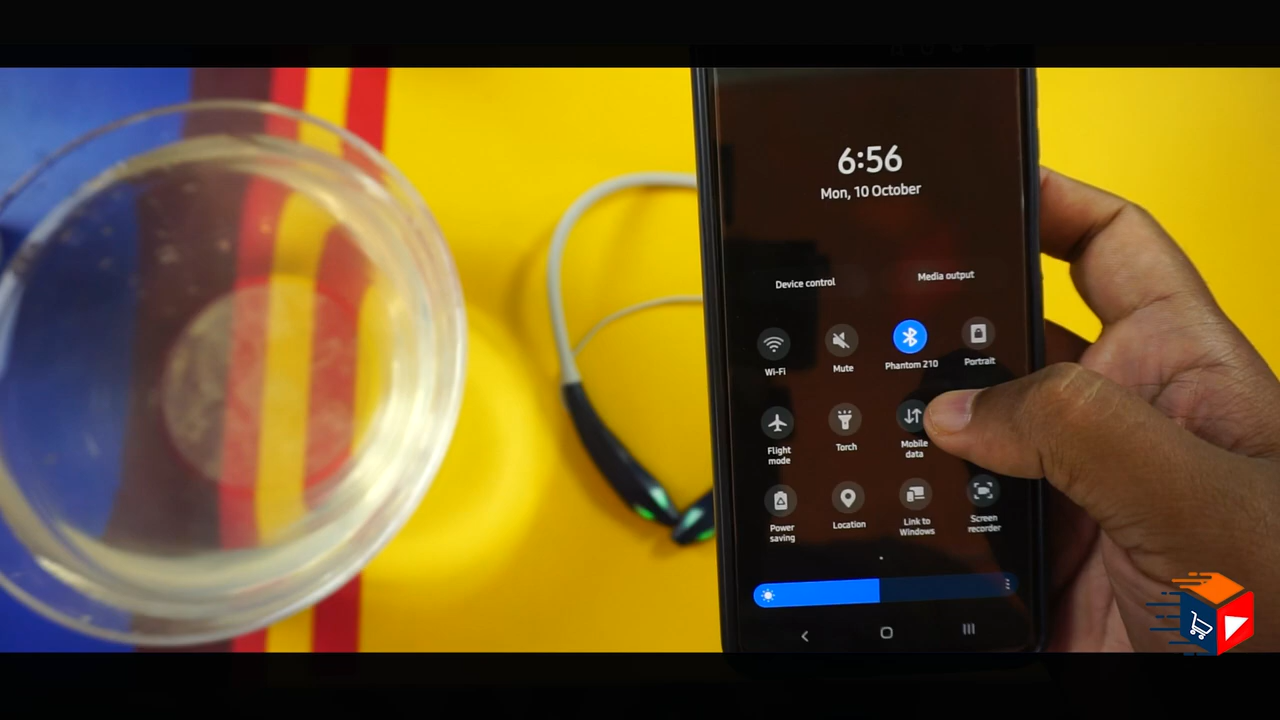 6:56
Mon, 10 October
Device control
Media output
Wi-Fi
Mute
Phantom 210
Portrait
Flight
mode
Torch
Mobile
data
Power
saving
Location
Link to
Windows
Screen
recorder